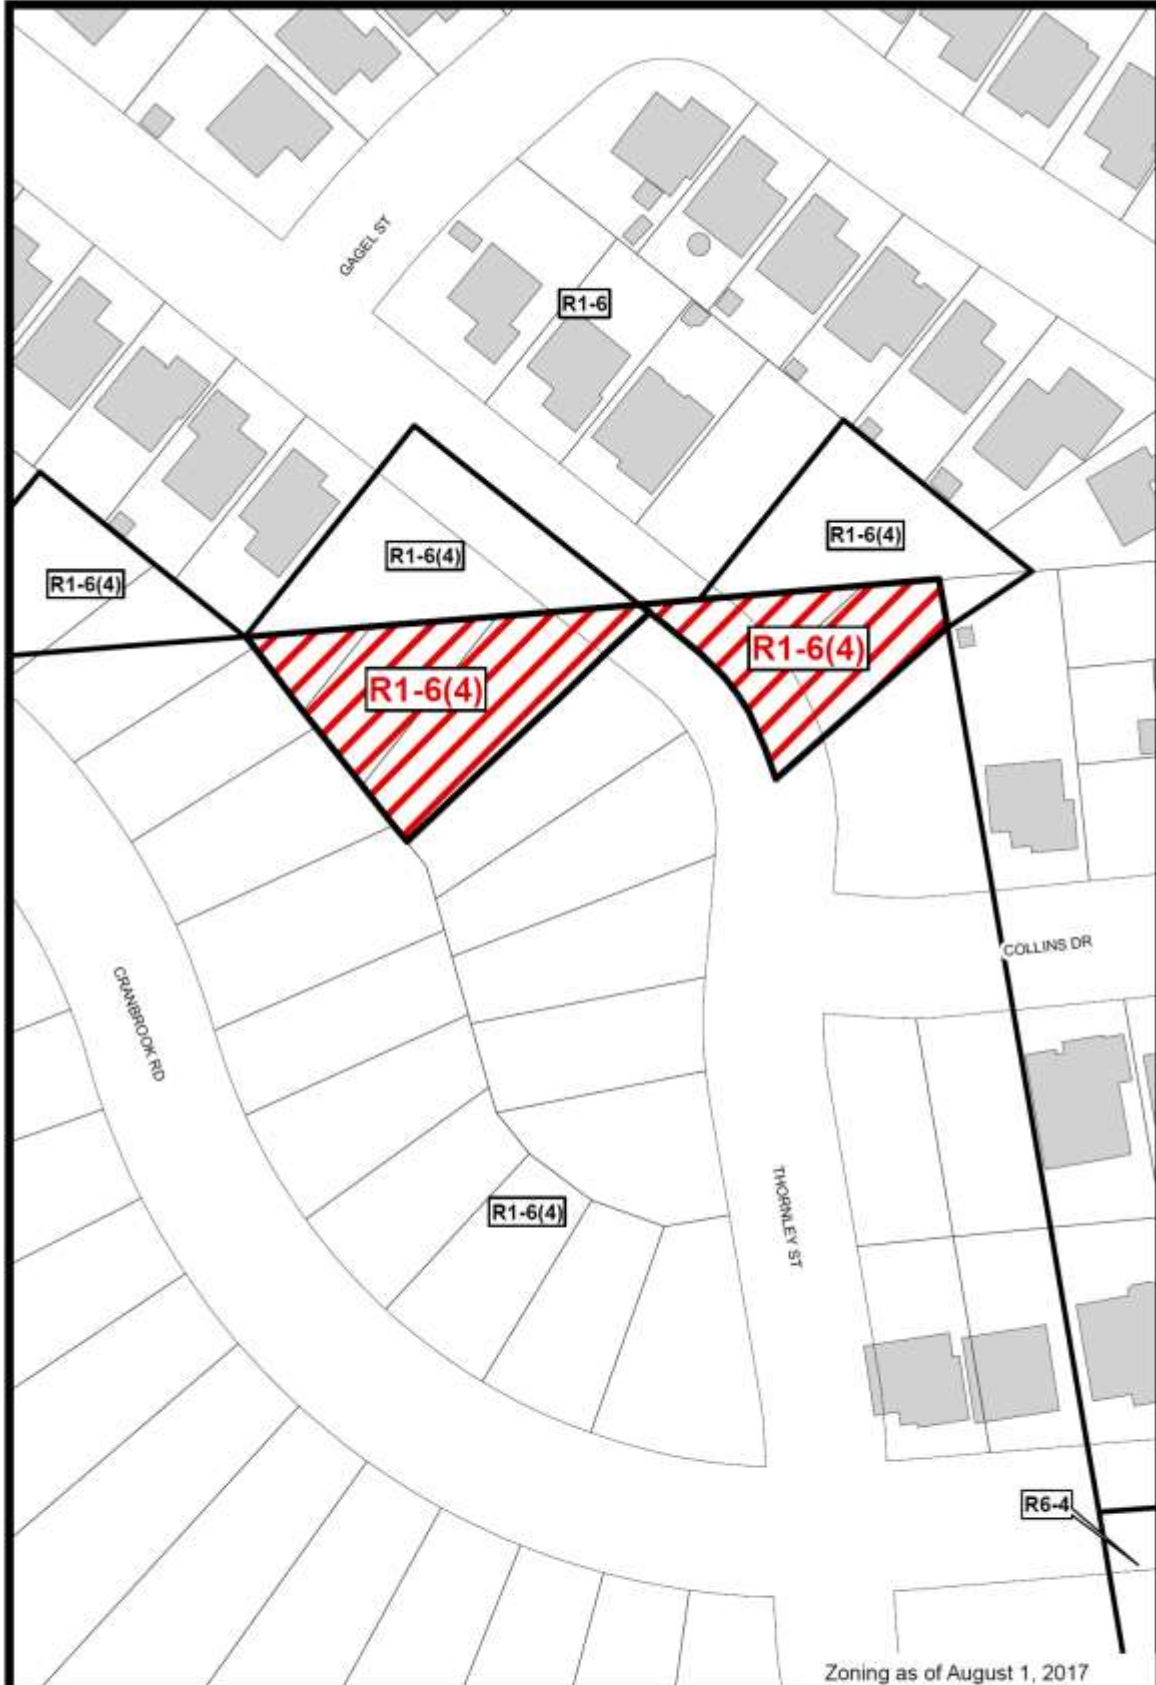 GAGEL ST
R1-6
R1-6(4)
R1-6(4)
R1-6(4)
R1-6(4)
R1-6(4)
COLLINS DR
CRANBROOK RD
THORNLEY ST
R1-6(4)
R6-4
Zoning as of August 1, 2017